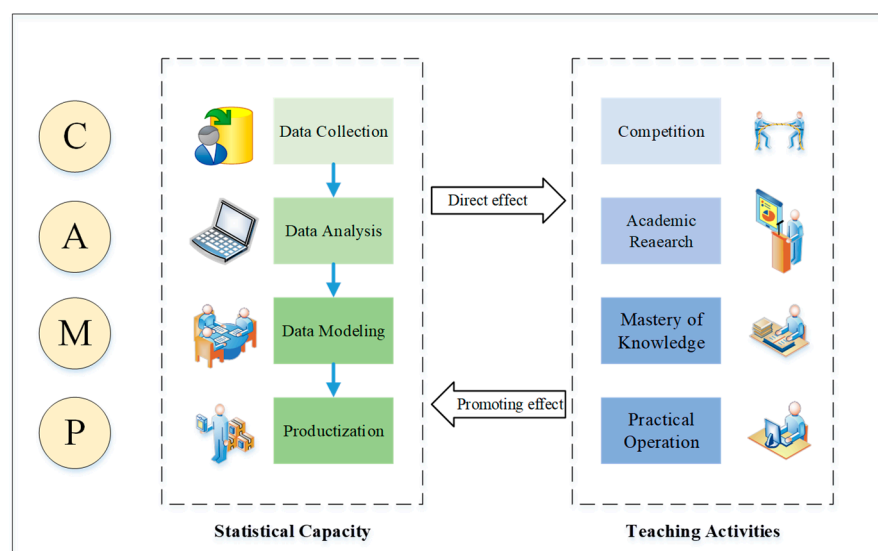 C
Data Collection
Competition
Direct effect
A
Data Analysis
Academic
Reaearch
M
Data Modeling
Mastery of
Knowledge
Promoting effect
P
Productization
Practical
Operation
Statistical Capacity
Teaching Activities